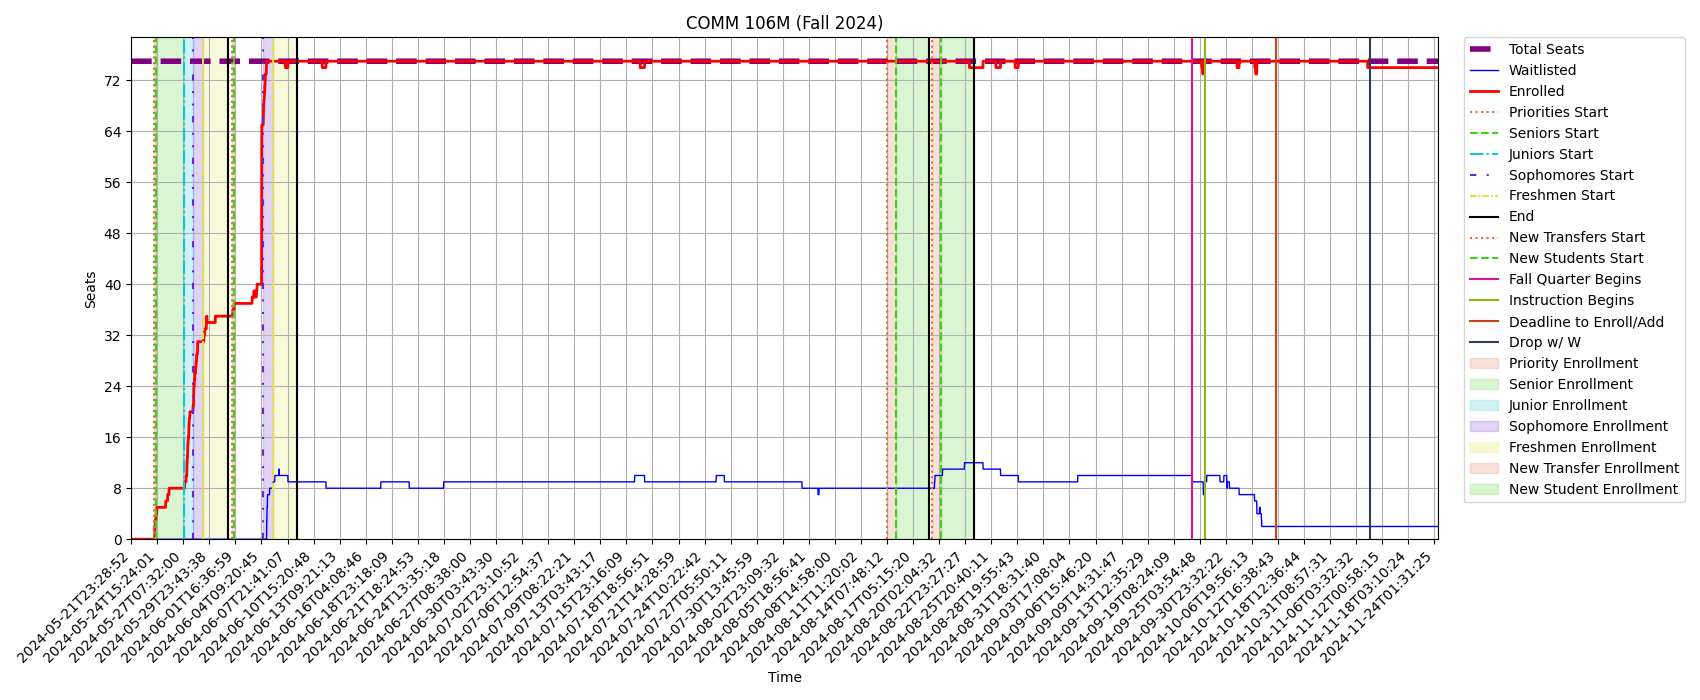 COMM 106M (Fall 2024)
Seats
72
64
56
48
40
32
24
16
8
0
2024-05-21T23:28:52
2024-05-24T15:24:01
2024-05-27T07:32:00
2024-05-29T23:43:38
2024-06-01T16:36:59
2024-06-04T09:20:45
2024-06-07T21:41:07
2024-06-10T15:20:48
2024-06-13T09:21:13
2024-06-16T04:08:46
2024-06-18T23:18:09
2024-06-21T18:24:53
2024-06-24T13:35:18
2024-06-27T08:38:00
2024-06-30T03:43:30
2024-07-02T23:10:52
2024-07-06T12:54:37
2024-07-09T08:22:21
2024-07-13T03:43:17
2024-07-15T23:16:09
2024-07-18T18:56:51
2024-07-21T14:28:59
2024-07-24T10:22:42
2024-07-27T05:50:11
2024-07-30T13:45:59
2024-08-02T23:09:32
2024-08-05T18:56:41
2024-08-08T14:58:00
2024-08-11T11:20:02
2024-08-14T07:48:12
2024-08-17T05:15:20
2024-08-20T02:04:32
2024-08-22T23:27:27
2024-08-25T20:40:11
2024-08-28T19:55:43
2024-08-31T18:31:40
2024-09-03T17:08:04
2024-09-06T15:46:20
2024-09-09T14:31:47
2024-09-13T12:35:29
2024-09-19T08:24:09
2024-09-25T03:54:48
2024-09-30T23:32:22
2024-10-06T19:56:13
2024-10-12T16:38:43
2024-10-18T12:36:44
2024-10-31T08:57:31
2024-11-06T03:32:32
2024-11-12T00:58:15
2024-11-18T03:10:24
2024-11-24T01:31:25
Time
Total Seats
Waitlisted
Enrolled
Priorities Start
Seniors Start
Juniors Start
Sophomores Start
Freshmen Start
End
New Transfers Start
New Students Start
Fall Quarter Begins
Instruction Begins
Deadline to Enroll/Add
Drop w/ W
Priority Enrollment
Senior Enrollment
Junior Enrollment
Sophomore Enrollment
Freshmen Enrollment
New Transfer Enrollment
New Student Enrollment